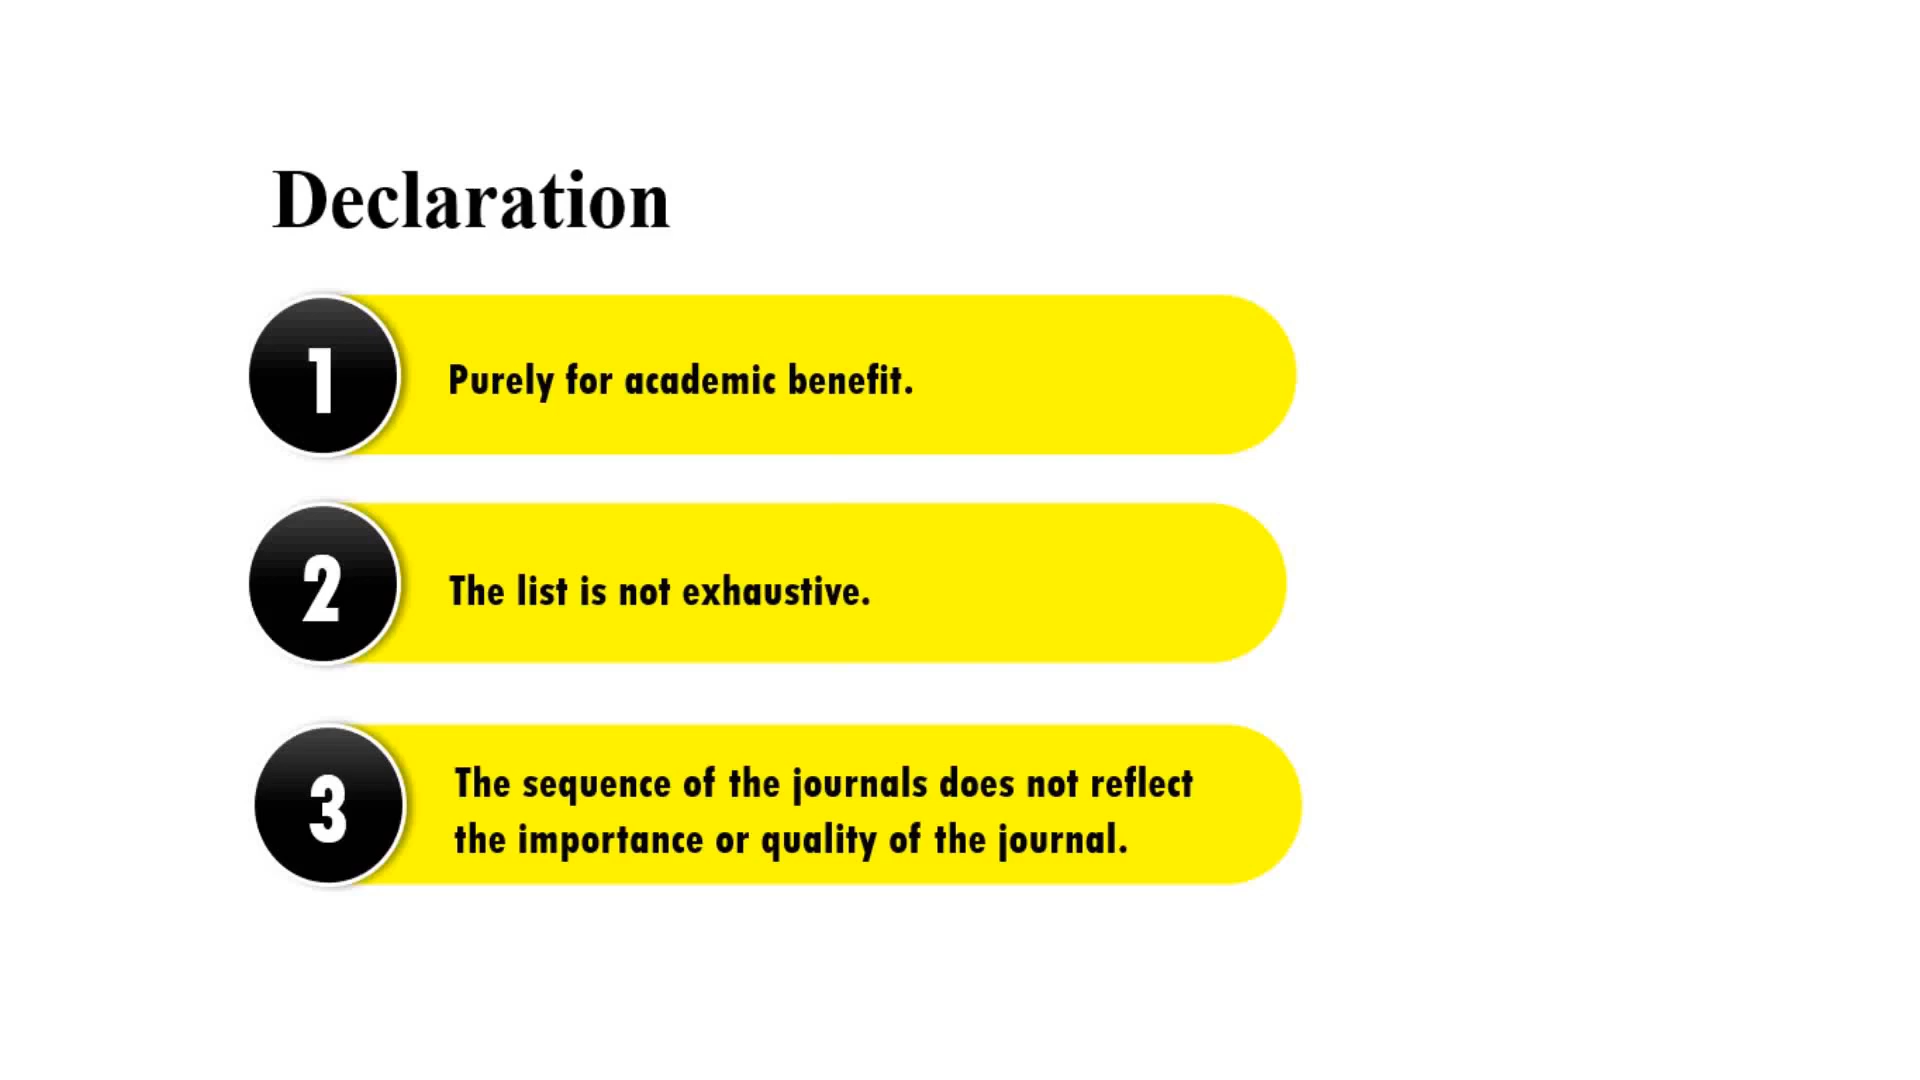 Declaration
1
Purely for academic benefit.
2
The list is not exhaustive.
3
The sequence of the journals does not reflect
the importance or quality of the journal.